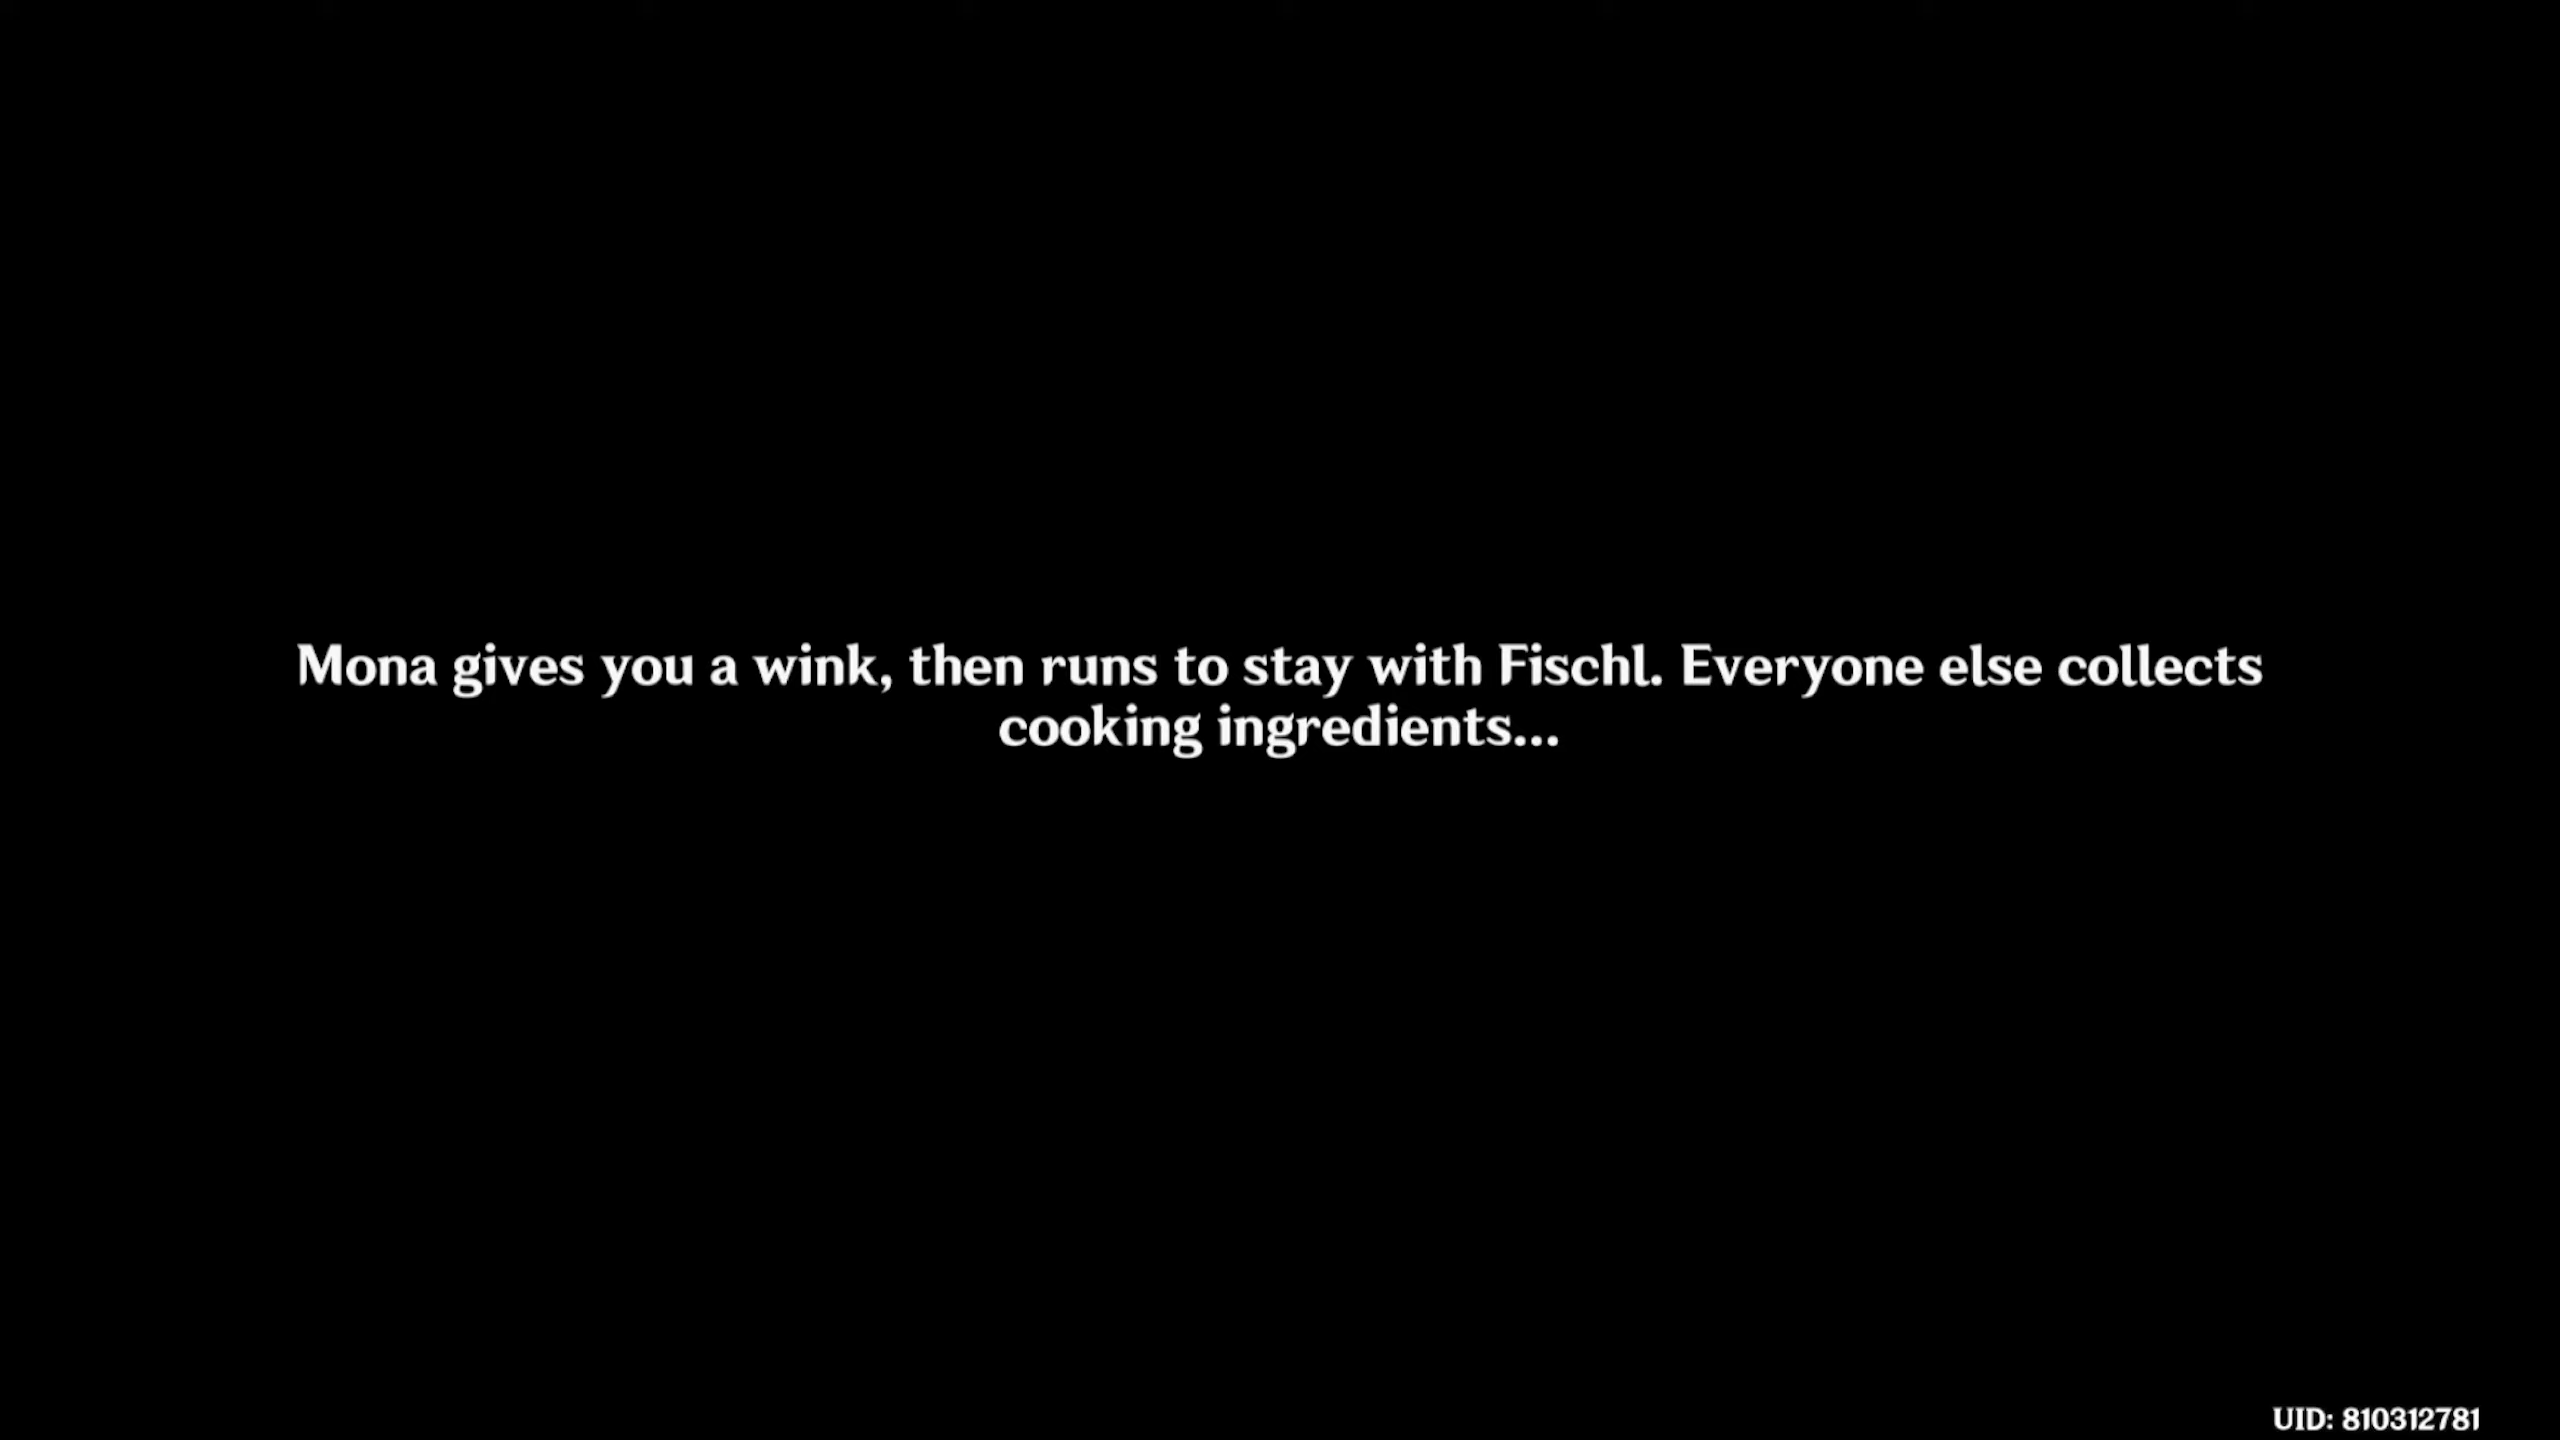 Mona gives you a wink, then runs to stay with Fischl. Everyone else collects
cooking ingredients...
UID: 810312781